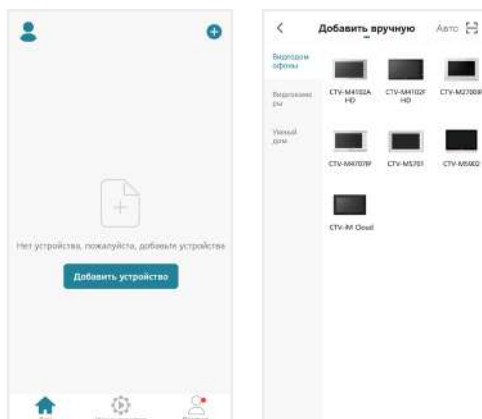 Нет устройства, пожалуйста, добавьте устройства
Добавить устройство
Добавить вручную
Авто
Видеодом
офоны
Видеокаме
ры
Умный
дом
CTV-M4102A
HD
CTV-M4102F
HD
CTV-M2700IP
CTV-M4707IP
CTV-M5701
CTV-M5902
CTV-iM Cloud